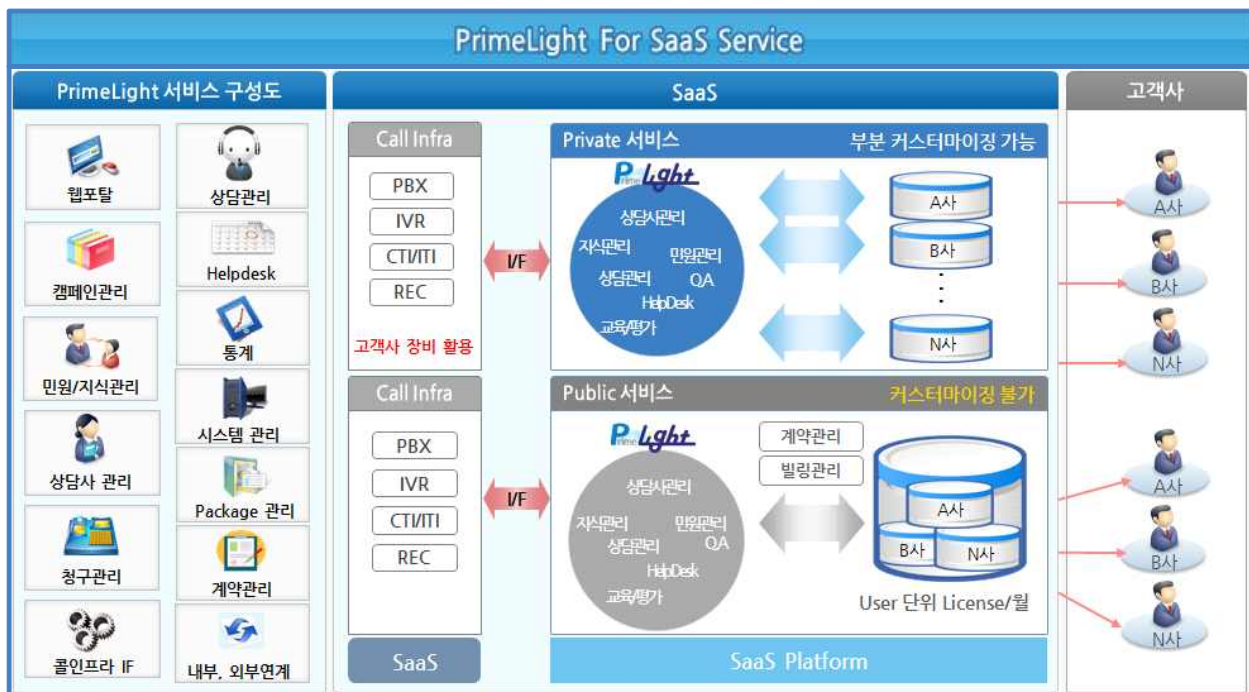 PrimeLight For SaaS Service
PrimeLight 서비스 구성도
웹포탈
상담관리
캠페인관리
Helpdesk
민원/지식관리
통계
상담사 관리
시스템 관리
청구관리
Package 관리
콜인프라 IF
계약관리
내부, 외부연계
SaaS
Call Infra
PBX
IVR
CTI/ITI
REC
고객사 장비 활용
I/F
Private 서비스
부분 커스터마이징 가능
Prime Light
상담사관리
지식관리
민원관리
상담관리
QA
HelpDesk
교육/평가
A사
B사
N사
Call Infra
PBX
IVR
CTI/ITI
REC
SaaS
I/F
Public 서비스
커스터마이징 불가
Prime Light
상담사관리
지식관리
민원관리
상담관리
QA
HelpDesk
교육/평가
계약관리
빌링관리
A사
B사
N사
User 단위 License/월
SaaS Platform
고객사
A사
B사
N사
A사
B사
N사